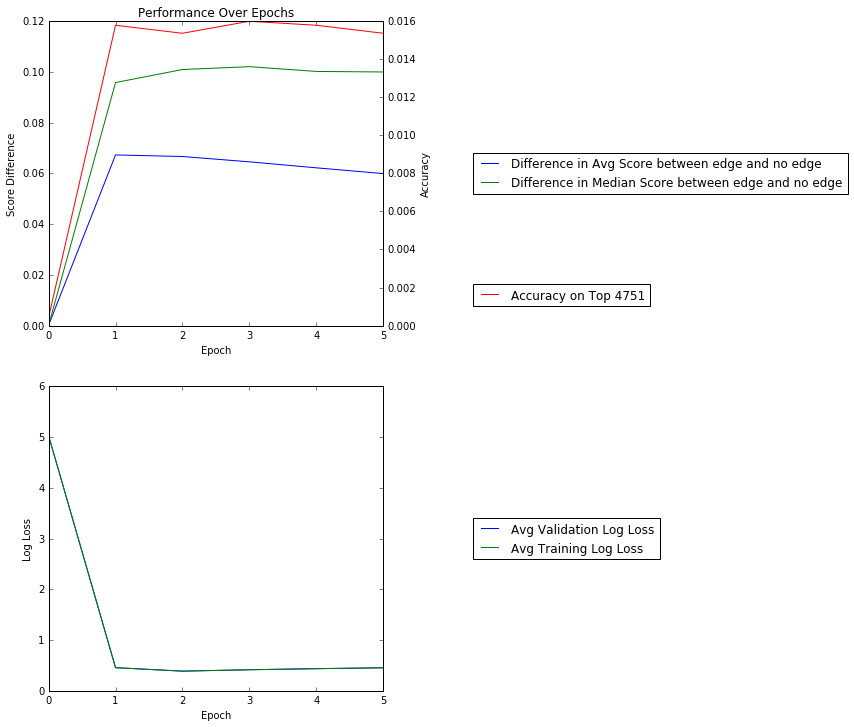 Performance Over Epochs
0.12
0.10
0.08
0.06
0.04
0.02
0.00
Score Difference
0.016
0.014
0.012
0.010
0.008
0.006
0.004
0.002
0.000
Accuracy
0 1 2 3 4 5
Epoch
Difference in Avg Score between edge and no edge
Difference in Median Score between edge and no edge
Accuracy on Top 4751
6
5
4
3
2
1
0
Log Loss
0 1 2 3 4 5
Epoch
Avg Validation Log Loss
Avg Training Log Loss